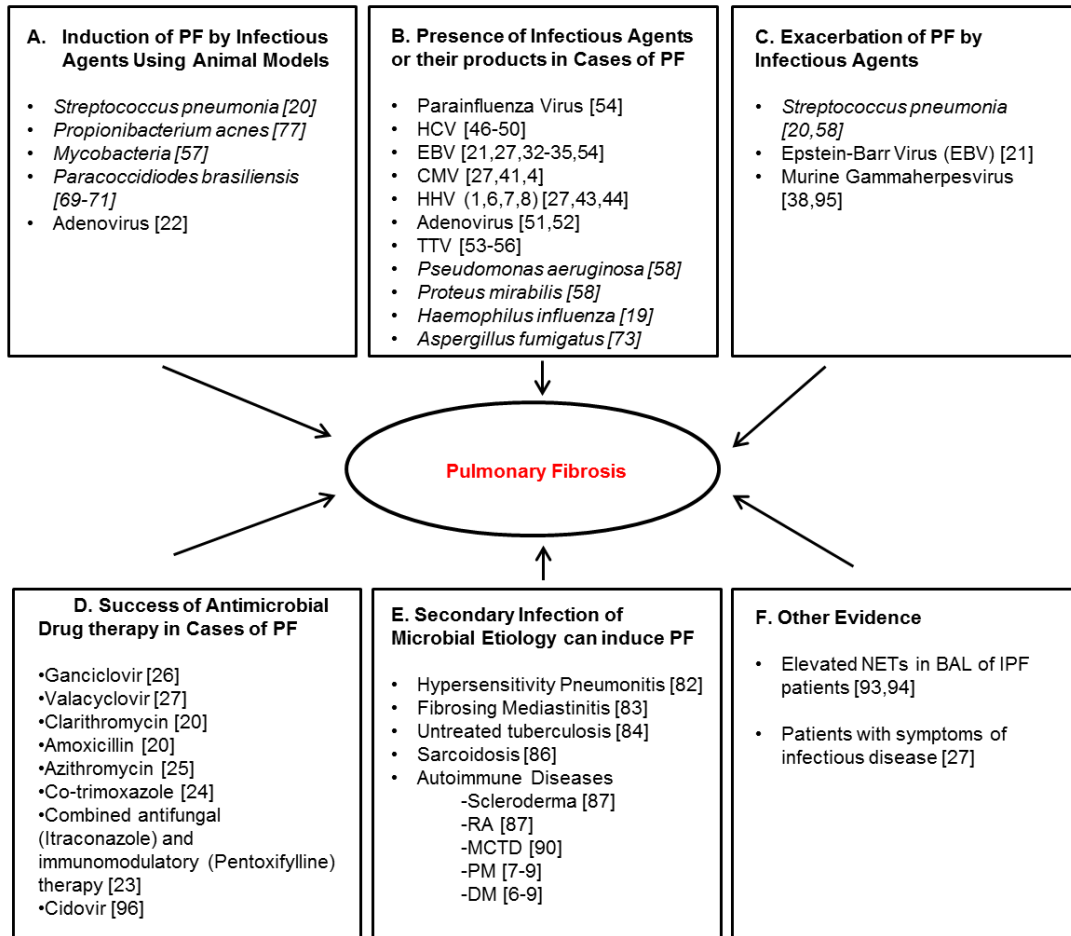 A. Induction of PF by Infectious
Agents Using Animal Models
• Streptococcus pneumonia [20]
• Propionibacterium acnes [77]
• Mycobacteria [57]
• Paracoccidiodes brasiliensis
[69-71]
• Adenovirus [22]
B. Presence of Infectious Agents
or their products in Cases of PF
• Parainfluenza Virus [54]
• HCV [46-50]
• EBV [21,27,32-35,54]
• CMV [27,41,4]
• HHV (1,6,7,8) [27,43,44]
• Adenovirus [51,52]
• TTV [53-56]
• Pseudomonas aeruginosa [58]
• Proteus mirabilis [58]
• Haemophilus influenza [19]
• Aspergillus fumigatus [73]
C. Exacerbation of PF by
Infectious Agents
• Streptococcus pneumonia
[20,58]
• Epstein-Barr Virus (EBV) [21]
• Murine Gammaherpesvirus
[38,95]
Pulmonary Fibrosis
D. Success of Antimicrobial
Drug therapy in Cases of PF
•Ganciclovir [26]
•Valacyclovir [27]
•Clarithromycin [20]
•Amoxicillin [20]
•Azithromycin [25]
•Co-trimoxazole [24]
•Combined antifungal
(Itraconazole) and
immunomodulatory (Pentoxifylline)
therapy [23]
•Cidovir [96]
E. Secondary Infection of
Microbial Etiology can induce PF
• Hypersensitivity Pneumonitis [82]
• Fibrosing Mediastinitis [83]
• Untreated tuberculosis [84]
• Sarcoidosis [86]
• Autoimmune Diseases
-Scleroderma [87]
-RA [87]
-MCTD [90]
-PM [7-9]
-DM [6-9]
F. Other Evidence
• Elevated NETs in BAL of IPF
patients [93,94]
• Patients with symptoms of
infectious disease [27]